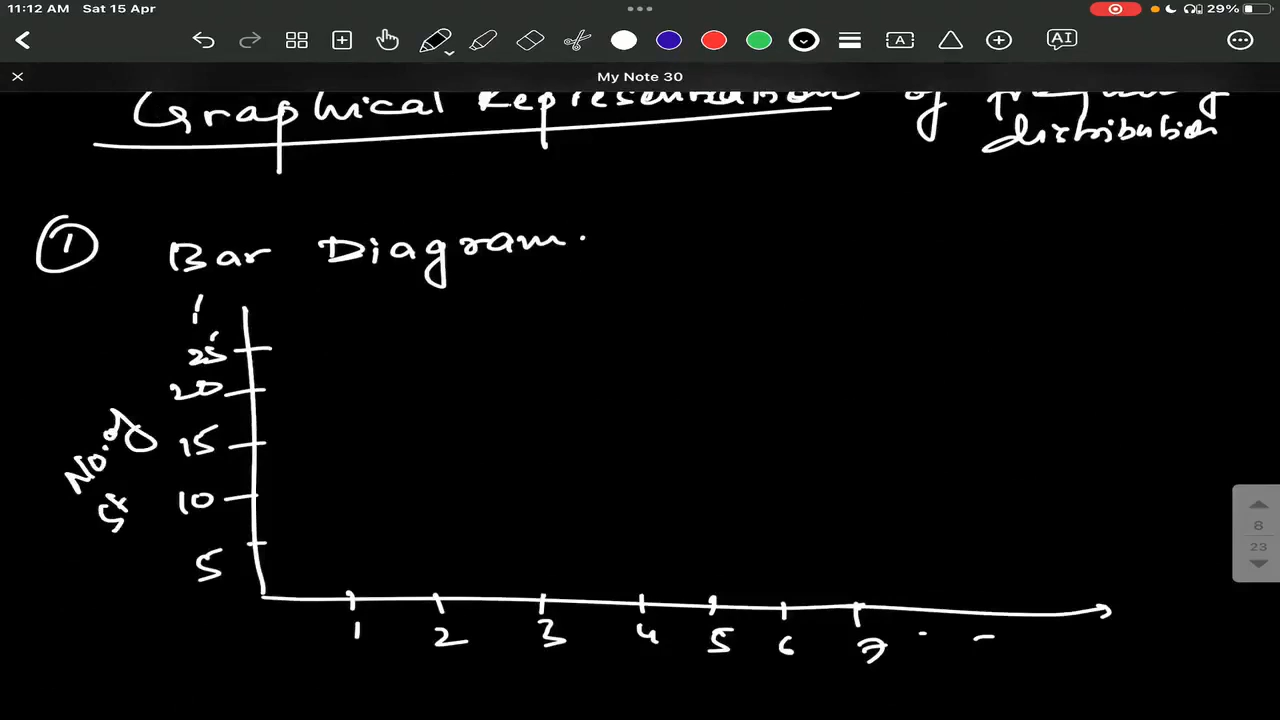 11:12 AM Sat 15 Apr
29%
A
AI
My Note 30
Graphical Representation of frequency
distribution
1 Bar Diagram.
25
20
15
10
5
No. of
St
1 2 3 4 5 6 7
8
23